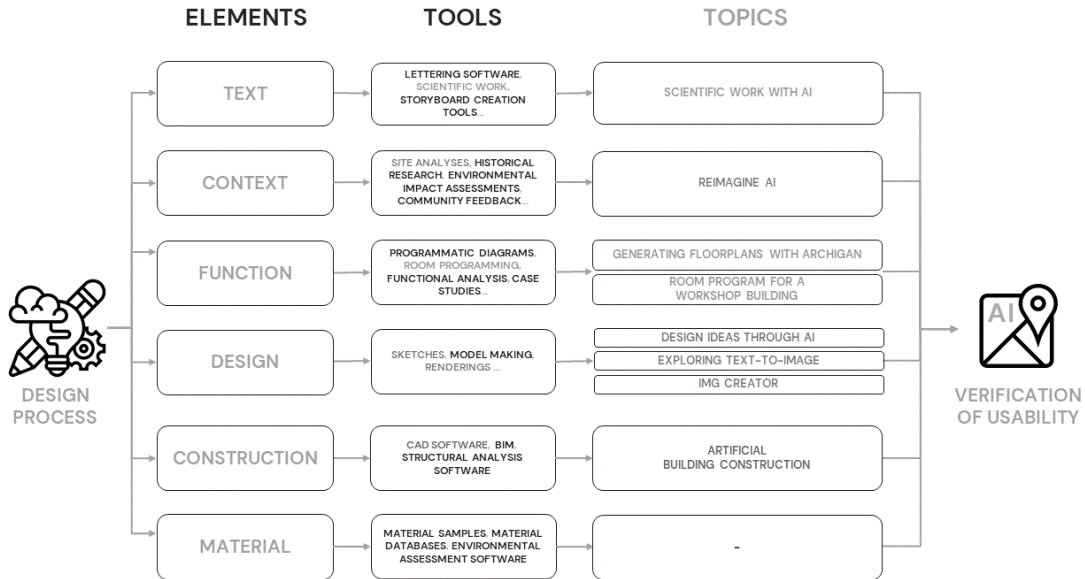 ELEMENTS
TOOLS
TOPICS
TEXT
LETTERING SOFTWARE,
SCIENTIFIC WORK,
STORYBOARD CREATION
TOOLS...
SCIENTIFIC WORK WITH AI
CONTEXT
SITE ANALYSES, HISTORICAL
RESEARCH, ENVIRONMENTAL
IMPACT ASSESSMENTS,
COMMUNITY FEEDBACK...
REIMAGINE AI
FUNCTION
PROGRAMMATIC DIAGRAMS,
ROOM PROGRAMMING,
FUNCTIONAL ANALYSIS, CASE
STUDIES...
GENERATING FLOORPLANS WITH ARCHIGAN
ROOM PROGRAM FOR A
WORKSHOP BUILDING
DESIGN
SKETCHES, MODEL MAKING,
RENDERINGS ...
DESIGN IDEAS THROUGH AI
EXPLORING TEXT-TO-IMAGE
IMG CREATOR
CONSTRUCTION
CAD SOFTWARE, BIM,
STRUCTURAL ANALYSIS
SOFTWARE
ARTIFICIAL
BUILDING CONSTRUCTION
MATERIAL
MATERIAL SAMPLES, MATERIAL
DATABASES, ENVIRONMENTAL
ASSESSMENT SOFTWARE
-
DESIGN
PROCESS
AI
VERIFICATION
OF USABILITY